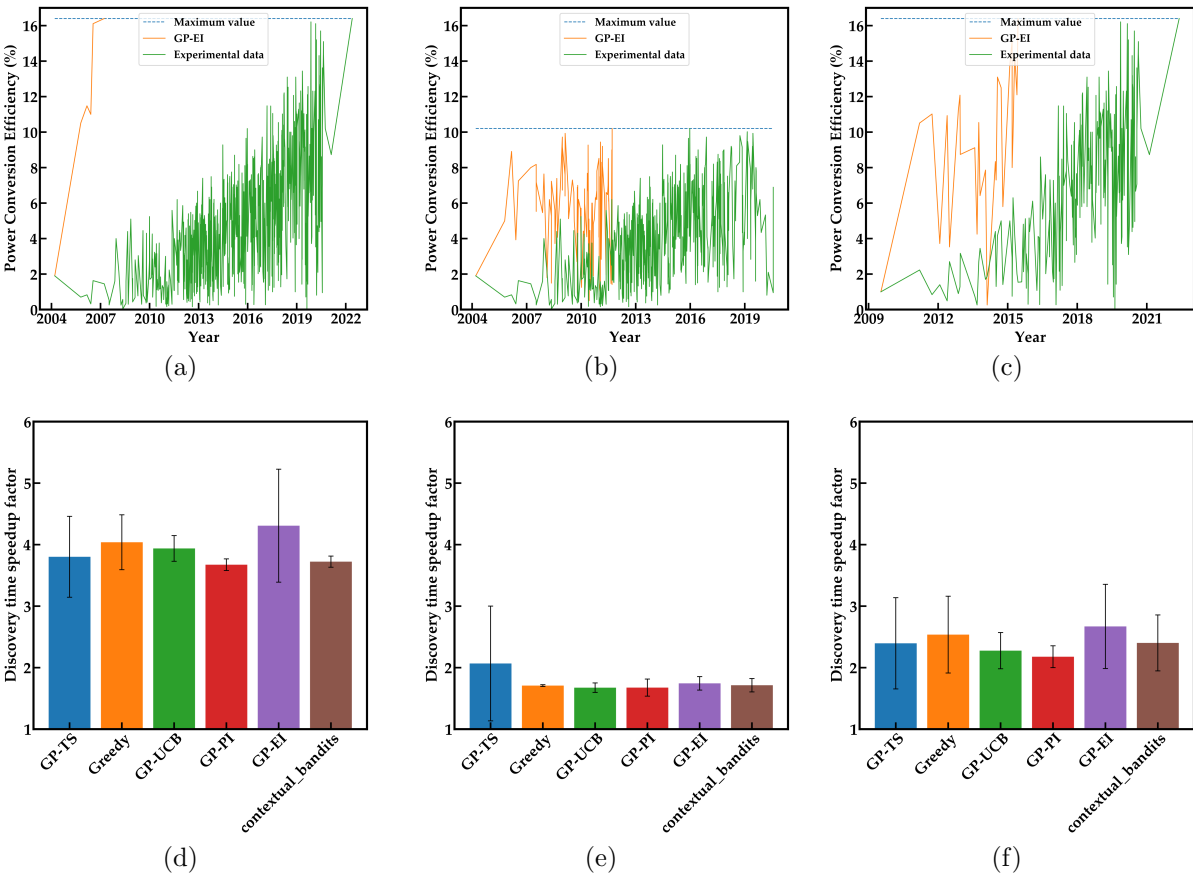 Maximum value
GP-EI
Experimental data
Power Conversion Efficiency (%)
16
14
12
10
8
6
4
2
0
2004 2007 2010 2013 2016 2019 2022
Year
(a)
Maximum value
GP-EI
Experimental data
Power Conversion Efficiency (%)
16
14
12
10
8
6
4
2
0
2004 2007 2010 2013 2016 2019
Year
(b)
Maximum value
GP-EI
Experimental data
Power Conversion Efficiency (%)
16
14
12
10
8
6
4
2
0
2009 2012 2015 2018 2021
Year
(c)
Discovery time speedup factor
6
5
4
3
2
1
GP-TS Greedy GP-UCB GP-PI GP-EI contextual_bandits
(d)
Discovery time speedup factor
6
5
4
3
2
1
GP-TS Greedy GP-UCB GP-PI GP-EI contextual_bandits
(e)
Discovery time speedup factor
6
5
4
3
2
1
GP-TS Greedy GP-UCB GP-PI GP-EI contextual_bandits
(f)